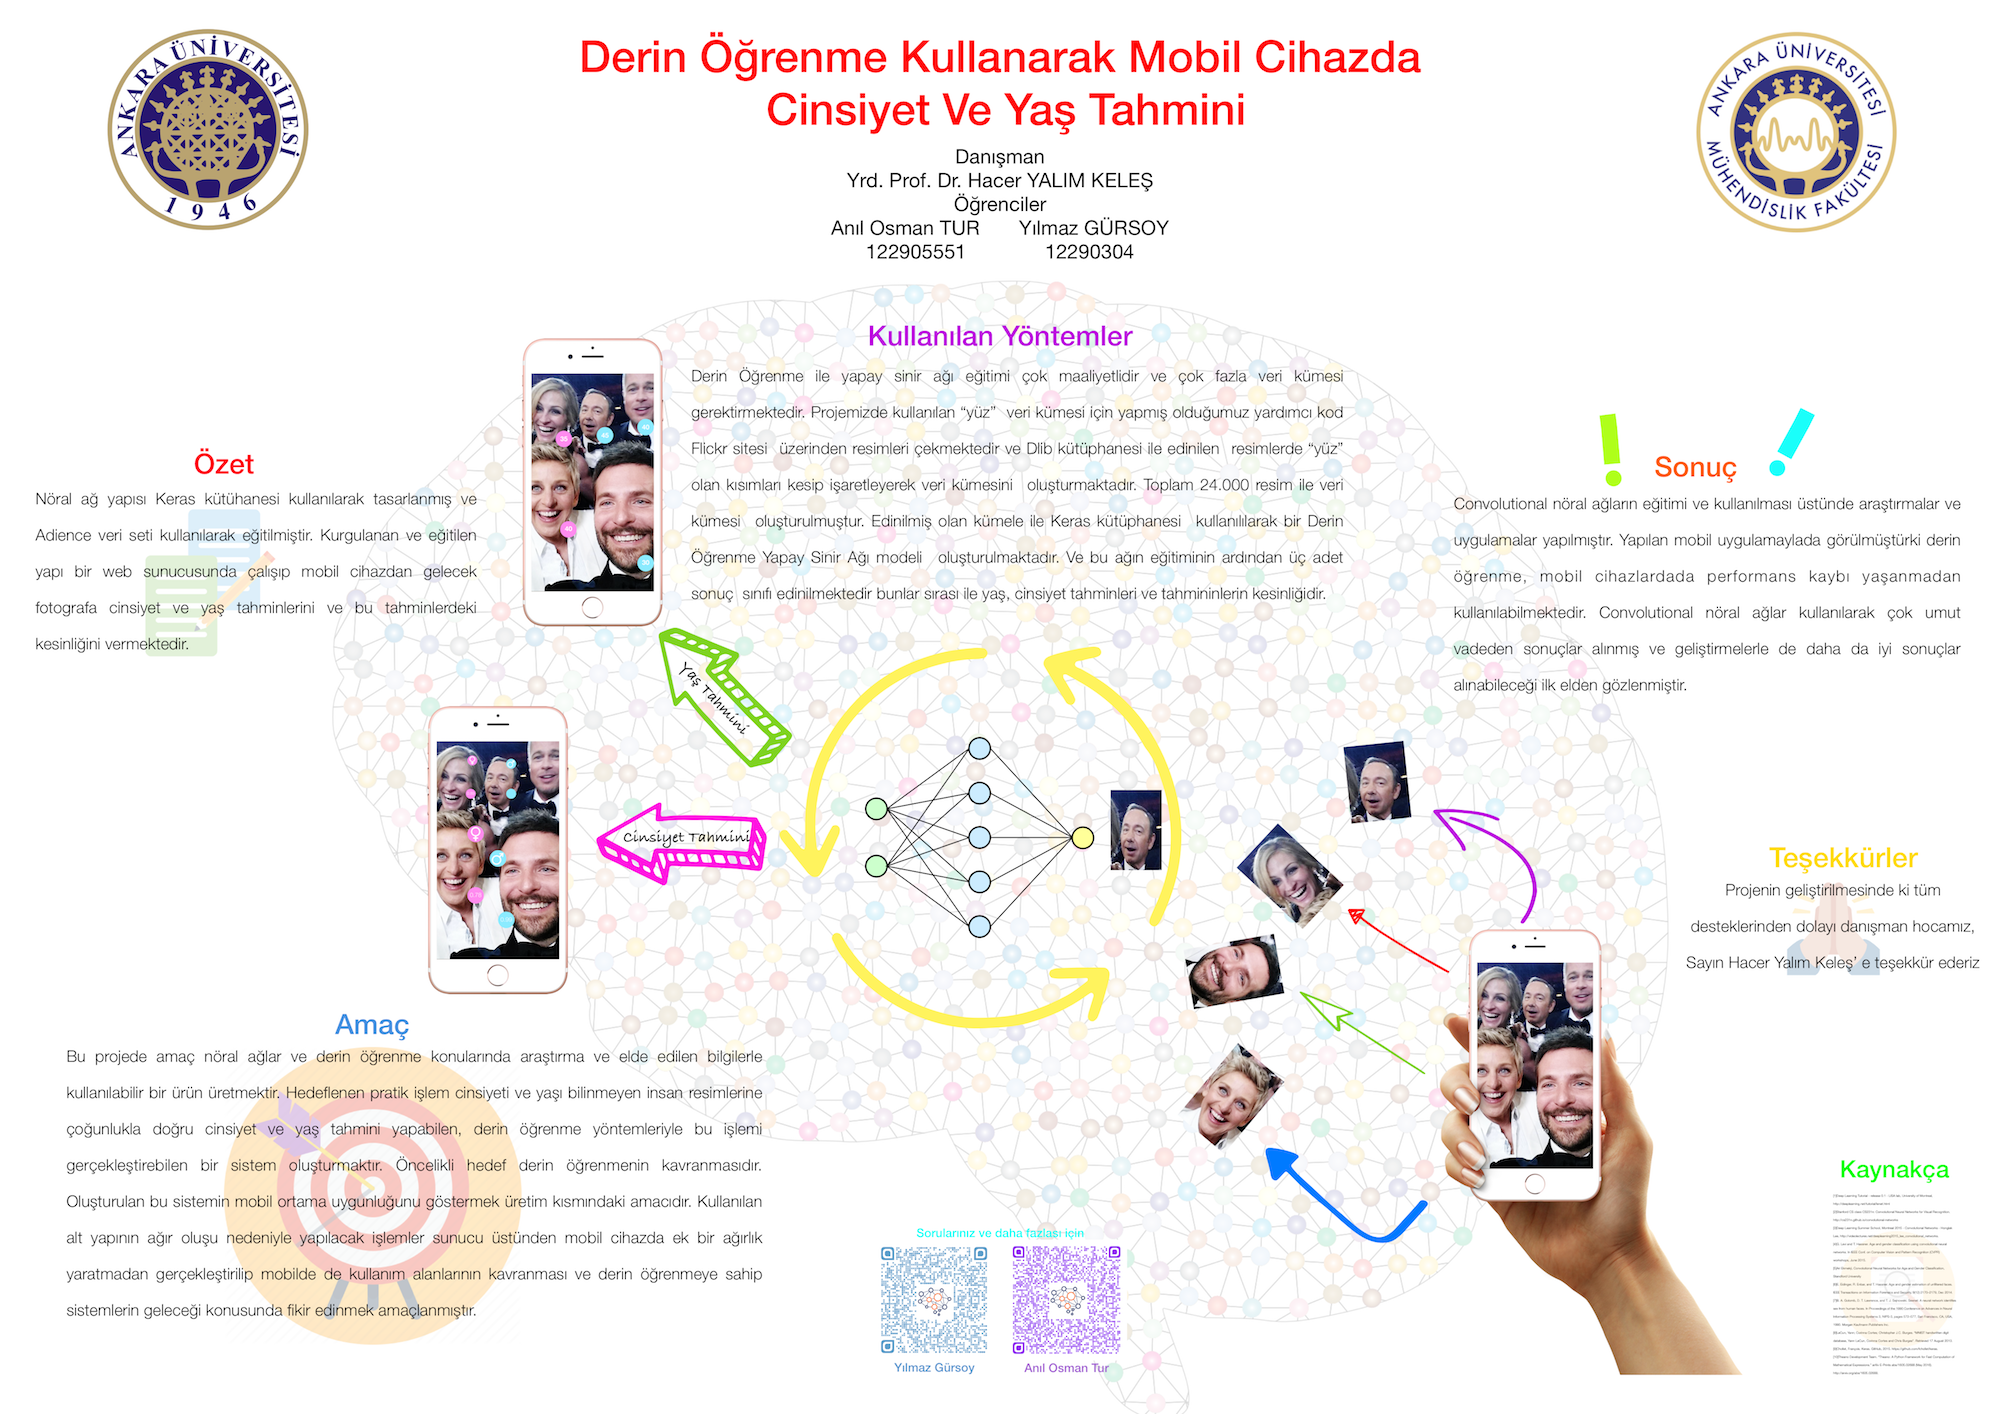 ANKARA ÜNİVERSİTESİ
1946
Derin Öğrenme Kullanarak Mobil Cihazda
Cinsiyet Ve Yaş Tahmini
Danışman
Yrd. Prof. Dr. Hacer YALIM KELEŞ
Öğrenciler
Anıl Osman TUR Yılmaz GÜRSOY
122905551 12290304
ANKARA ÜNİVERSİTESİ
MÜHENDİSLİK FAKÜLTESİ
Özet
Nöral ağ yapısı Keras kütühanesi kullanılarak tasarlanmış ve
Adience veri seti kullanılarak eğitilmiştir. Kurgulanan ve eğitilen
yapı bir web sunucusunda çalışıp mobil cihazdan gelecek
fotografa cinsiyet ve yaş tahminlerini ve bu tahminlerdeki
kesinliğini vermektedir.
Kullanılan Yöntemler
Derin Öğrenme ile yapay sinir ağı eğitimi çok maaliyetlidir ve çok fazla veri kümesi
gerektirmektedir. Projemizde kullanılan “yüz” veri kümesi için yapmış olduğumuz yardımcı kod
Flickr sitesi üzerinden resimleri çekmektedir ve Dlib kütüphanesi ile edinilen resimlerde “yüz”
olan kısımları kesip işaretleyerek veri kümesini oluşturmaktadır. Toplam 24.000 resim ile veri
kümesi oluşturulmuştur. Edinilmiş olan kümele ile Keras kütüphanesi kullanılılarak bir Derin
Öğrenme Yapay Sinir Ağı modeli oluşturulmaktadır. Ve bu ağın eğitiminin ardından üç adet
sonuç sınıfı edinilmektedir bunlar sırası ile yaş, cinsiyet tahminleri ve tahmininlerin kesinliğidir.
Sonuç
Convolutional nöral ağların eğitimi ve kullanılması üstünde araştırmalar ve
uygulamalar yapılmıştır. Yapılan mobil uygulamaylada görülmüştürki derin
öğrenme, mobil cihazlardada performans kaybı yaşanmadan
kullanılabilmektedir. Convolutional nöral ağlar kullanılarak çok umut
vadeden sonuçlar alınmış ve geliştirmelerle de daha da iyi sonuçlar
alınabileceği ilk elden gözlenmiştir.
Yaş Tahmini
Cinsiyet Tahmini
Teşekkürler
Projenin geliştirilmesinde ki tüm
desteklerinden dolayı danışman hocamız,
Sayın Hacer Yalım Keleş’ e teşekkür ederiz
Amaç
Bu projede amaç nöral ağlar ve derin öğrenme konularında araştırma ve elde edilen bilgilerle
kullanılabilir bir ürün üretmektir. Hedeflenen pratik işlem cinsiyeti ve yaşı bilinmeyen insan resimlerine
çoğunlukla doğru cinsiyet ve yaş tahmini yapabilen, derin öğrenme yöntemleriyle bu işlemi
gerçekleştirebilen bir sistem oluşturmaktır. Öncelikli hedef derin öğrenmenin kavranmasıdır.
Oluşturulan bu sistemin mobil ortama uygunluğunu göstermek üretim kısmındaki amacıdır. Kullanılan
alt yapının ağır oluşu nedeniyle yapılacak işlemler sunucu üstünden mobil cihazda ek bir ağırlık
yaratmadan gerçekleştirilip mobilde de kullanım alanlarının kavranması ve derin öğrenmeye sahip
sistemlerin geleceği konusunda fikir edinmek amaçlanmıştır.
Sorularınız ve daha fazlası için
Yılmaz Gürsoy Anıl Osman Tur
Kaynakça